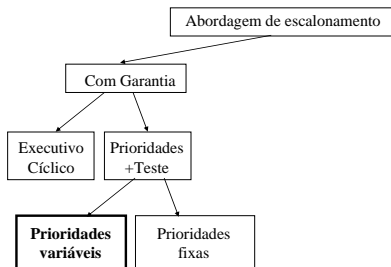 Abordagem de escalonamento
Com Garantia
Executivo
Cíclico
Prioridades
+Teste
Prioridades
variáveis
Prioridades
fixas